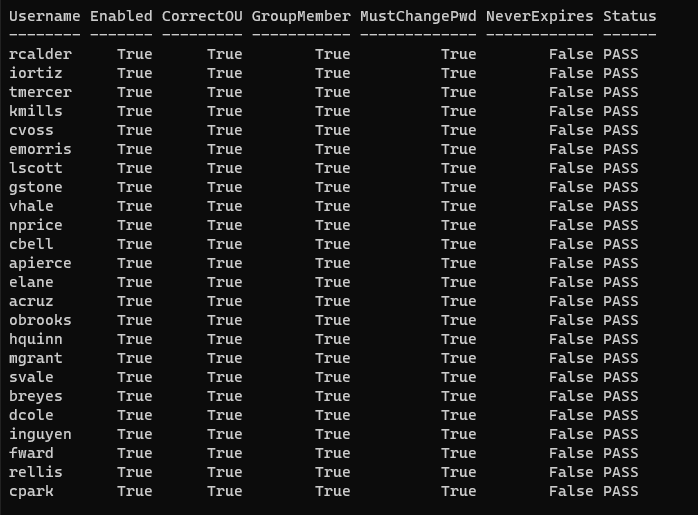 Username Enabled CorrectOU GroupMember MustChangePwd NeverExpires Status
-------- ------- --------- ----------- ------------- ------------ ------
rcalder     True      True        True          True        False PASS
iortiz      True      True        True          True        False PASS
tmercer     True      True        True          True        False PASS
kmills      True      True        True          True        False PASS
cvoss       True      True        True          True        False PASS
emorris     True      True        True          True        False PASS
lscott      True      True        True          True        False PASS
gstone      True      True        True          True        False PASS
vhale       True      True        True          True        False PASS
nprice      True      True        True          True        False PASS
cbell       True      True        True          True        False PASS
apierce     True      True        True          True        False PASS
elane       True      True        True          True        False PASS
acruz       True      True        True          True        False PASS
obrooks     True      True        True          True        False PASS
hquinn      True      True        True          True        False PASS
mgrant      True      True        True          True        False PASS
svale       True      True        True          True        False PASS
breyes      True      True        True          True        False PASS
dcole       True      True        True          True        False PASS
inguyen     True      True        True          True        False PASS
fward       True      True        True          True        False PASS
rellis      True      True        True          True        False PASS
cpark       True      True        True          True        False PASS